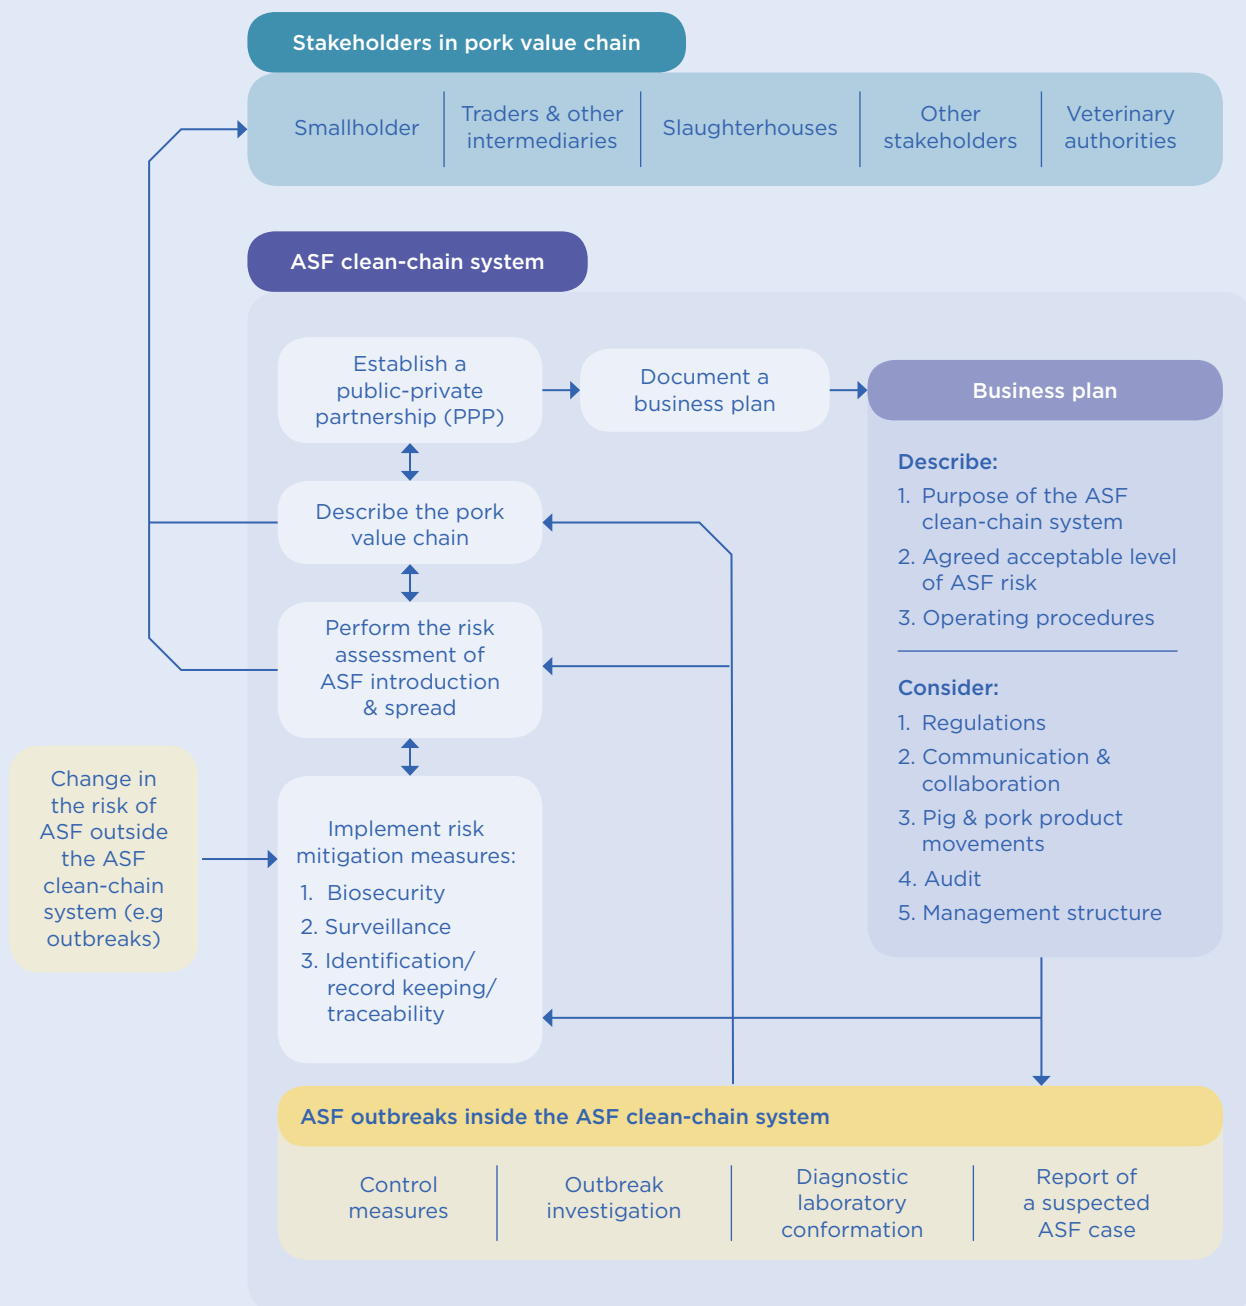 Stakeholders in pork value chain
Smallholder
Traders & other
intermediaries
Slaughterhouses
Other
stakeholders
Veterinary
authorities
ASF clean-chain system
Establish a
public-private
partnership (PPP)
Document a
business plan
Business plan
Describe:
1. Purpose of the ASF
clean-chain system
2. Agreed acceptable level
of ASF risk
3. Operating procedures
Consider:
1. Regulations
2. Communication &
collaboration
3. Pig & pork product
movements
4. Audit
5. Management structure
Describe the pork
value chain
Perform the risk
assessment of
ASF introduction
& spread
Change in
the risk of
ASF outside
the ASF
clean-chain
system (e.g
outbreaks)
Implement risk
mitigation measures:
1. Biosecurity
2. Surveillance
3. Identification/
record keeping/
traceability
ASF outbreaks inside the ASF clean-chain system
Control
measures
Outbreak
investigation
Diagnostic
laboratory
conformation
Report of
a suspected
ASF case